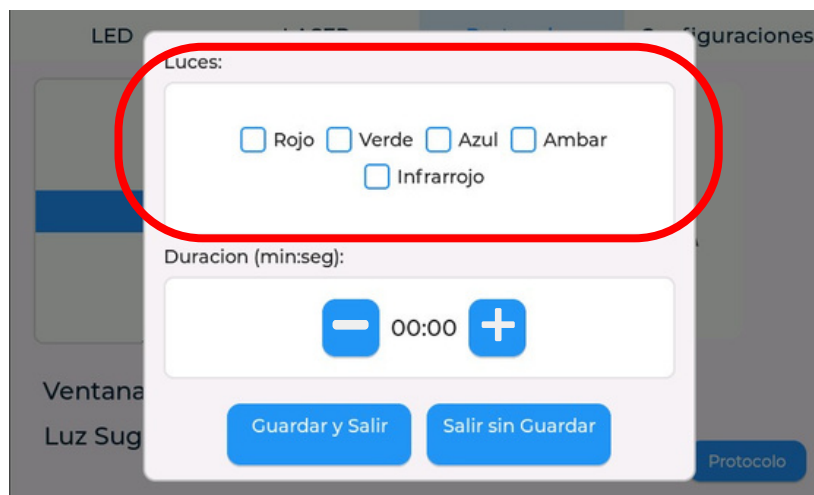 LED
Luces:
Rojo Verde Azul Ambar
Infrarrojo
Duracion (min:seg):
00:00
Ventana
Guardar y Salir Salir sin Guardar
Luz Sug
Protocolo